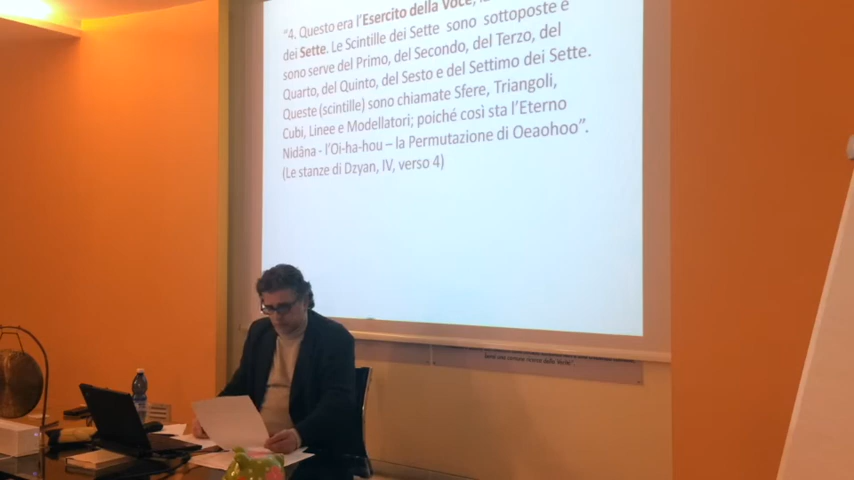 "4. Questo era l'Esercito della Voce,
dei Sette. Le Scintille dei Sette sono sottoposte e
sono serve del Primo, del Secondo, del Terzo, del
Quarto, del Quinto, del Sesto e del Settimo dei Sette.
Queste (scintille) sono chiamate Sfere, Triangoli,
Cubi, Linee e Modellatori; poiché così sta l'Eterno
Nidâna - l'Oi-ha-hou – la Permutazione di Oeaohoo".
(Le stanze di Dzyan, IV, verso 4)